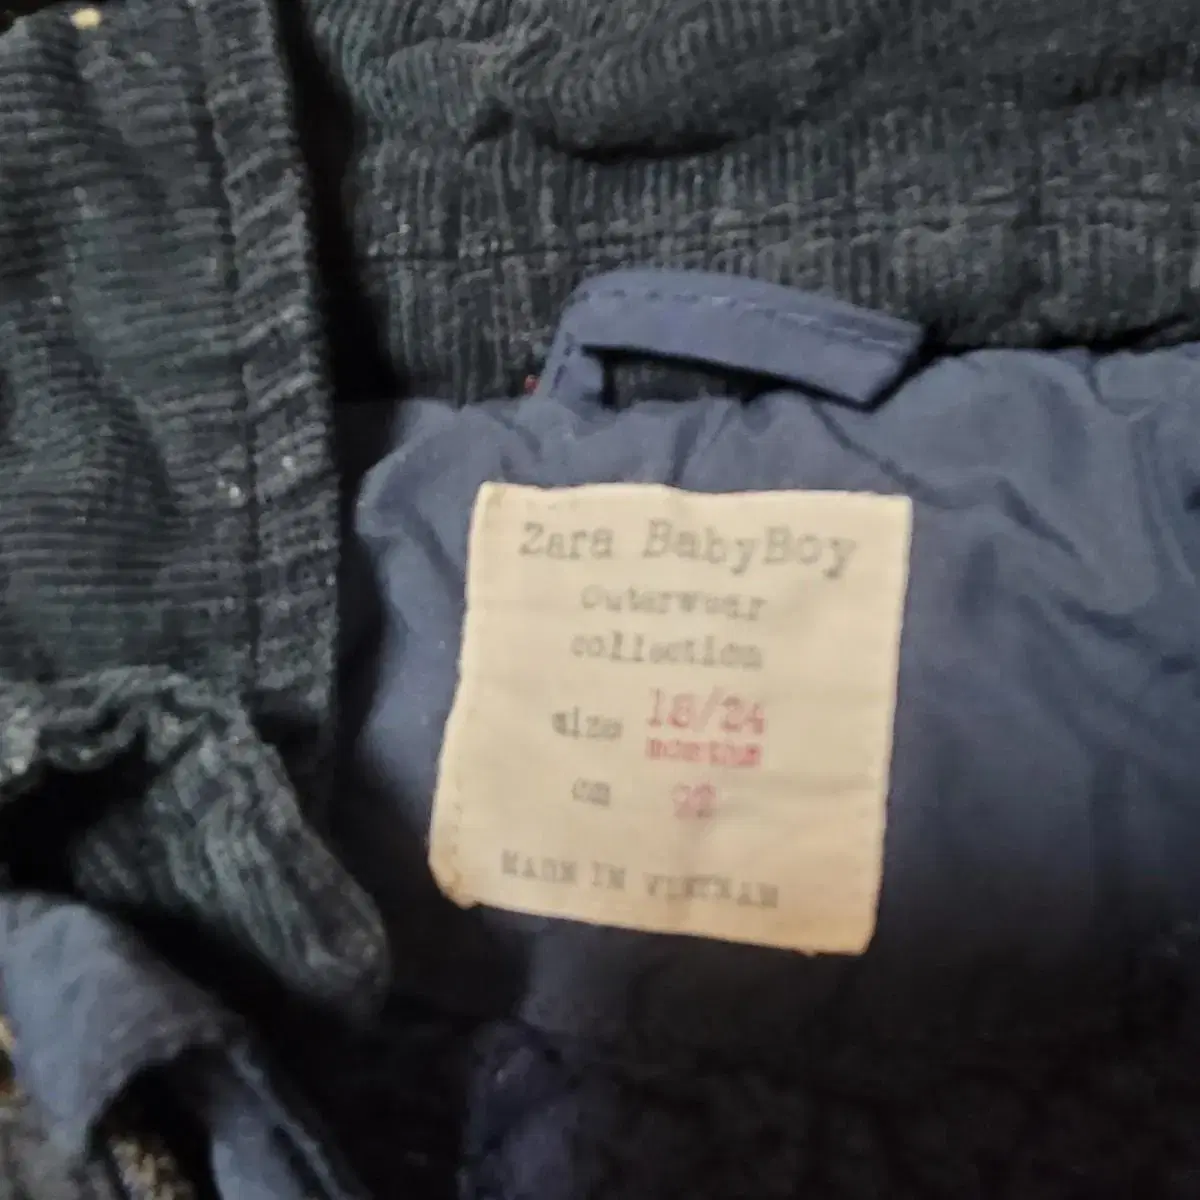 Zara BabyBoy
outerwear
collection
size 18/24
months
cm 92
MADE IN VIETNAM